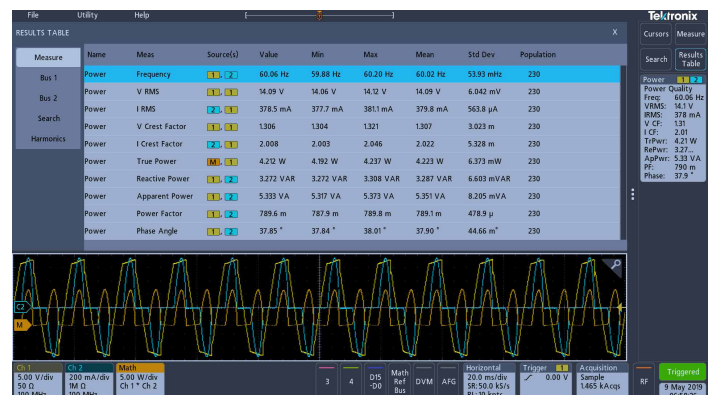 File Utility Help Tektronix
RESULTS TABLE X
Cursors Measure
Search Results Table
Measure
Bus 1
Bus 2
Search
Harmonics
Name Meas Source(s) Value Min Max Mean Std Dev Population
Power Frequency 1, 2 60.06 Hz 59.88 Hz 60.20 Hz 60.02 Hz 53.93 mHz 230
Power V RMS 1, 1 14.09 V 14.06 V 14.12 V 14.09 V 6.042 mV 230
Power I RMS 2, 1 378.5 mA 377.7 mA 381.1 mA 379.8 mA 563.8 µA 230
Power V Crest Factor 1, 1 1.306 1.304 1.321 1.307 3.023 m 230
Power I Crest Factor 2, 1 2.008 2.003 2.046 2.022 5.328 m 230
Power True Power M, 1 4.212 W 4.192 W 4.237 W 4.223 W 6.373 mW 230
Power Reactive Power 1, 2 3.272 VAR 3.272 VAR 3.308 VAR 3.287 VAR 6.603 mVAR 230
Power Apparent Power 1, 2 5.333 VA 5.317 VA 5.373 VA 5.351 VA 8.205 mVA 230
Power Power Factor 1, 2 789.6 m 787.9 m 789.8 m 789.1 m 478.9 µ 230
Power Phase Angle 1, 2 37.85 ° 37.84 ° 38.01 ° 37.90 ° 44.66 m° 230
Power 1 2
Power Quality
Freq: 60.06 Hz
VRMS: 14.1 V
IRMS: 378 mA
V CF: 1.31
I CF: 2.01
TrPwr: 4.21 W
RePwr: 3.27...
ApPwr: 5.33 VA
PF: 790 m
Phase: 37.9 °
C2
M
Ch 1
5.00 V/div
50 Ω
100 MHz
Ch 2
200 mA/div
1M Ω
100 MHz
Math
5.00 W/div
Ch 1 * Ch 2
3
4
D15
-D0
Math
Ref
Bus
DVM
AFG
Horizontal
20.0 ms/div
SR: 50.0 kS/s
RL: 10 kpts
Trigger 1
0.00 V
Acquisition
Sample
1.465 kAcqs
RF
Triggered
9 May 2019